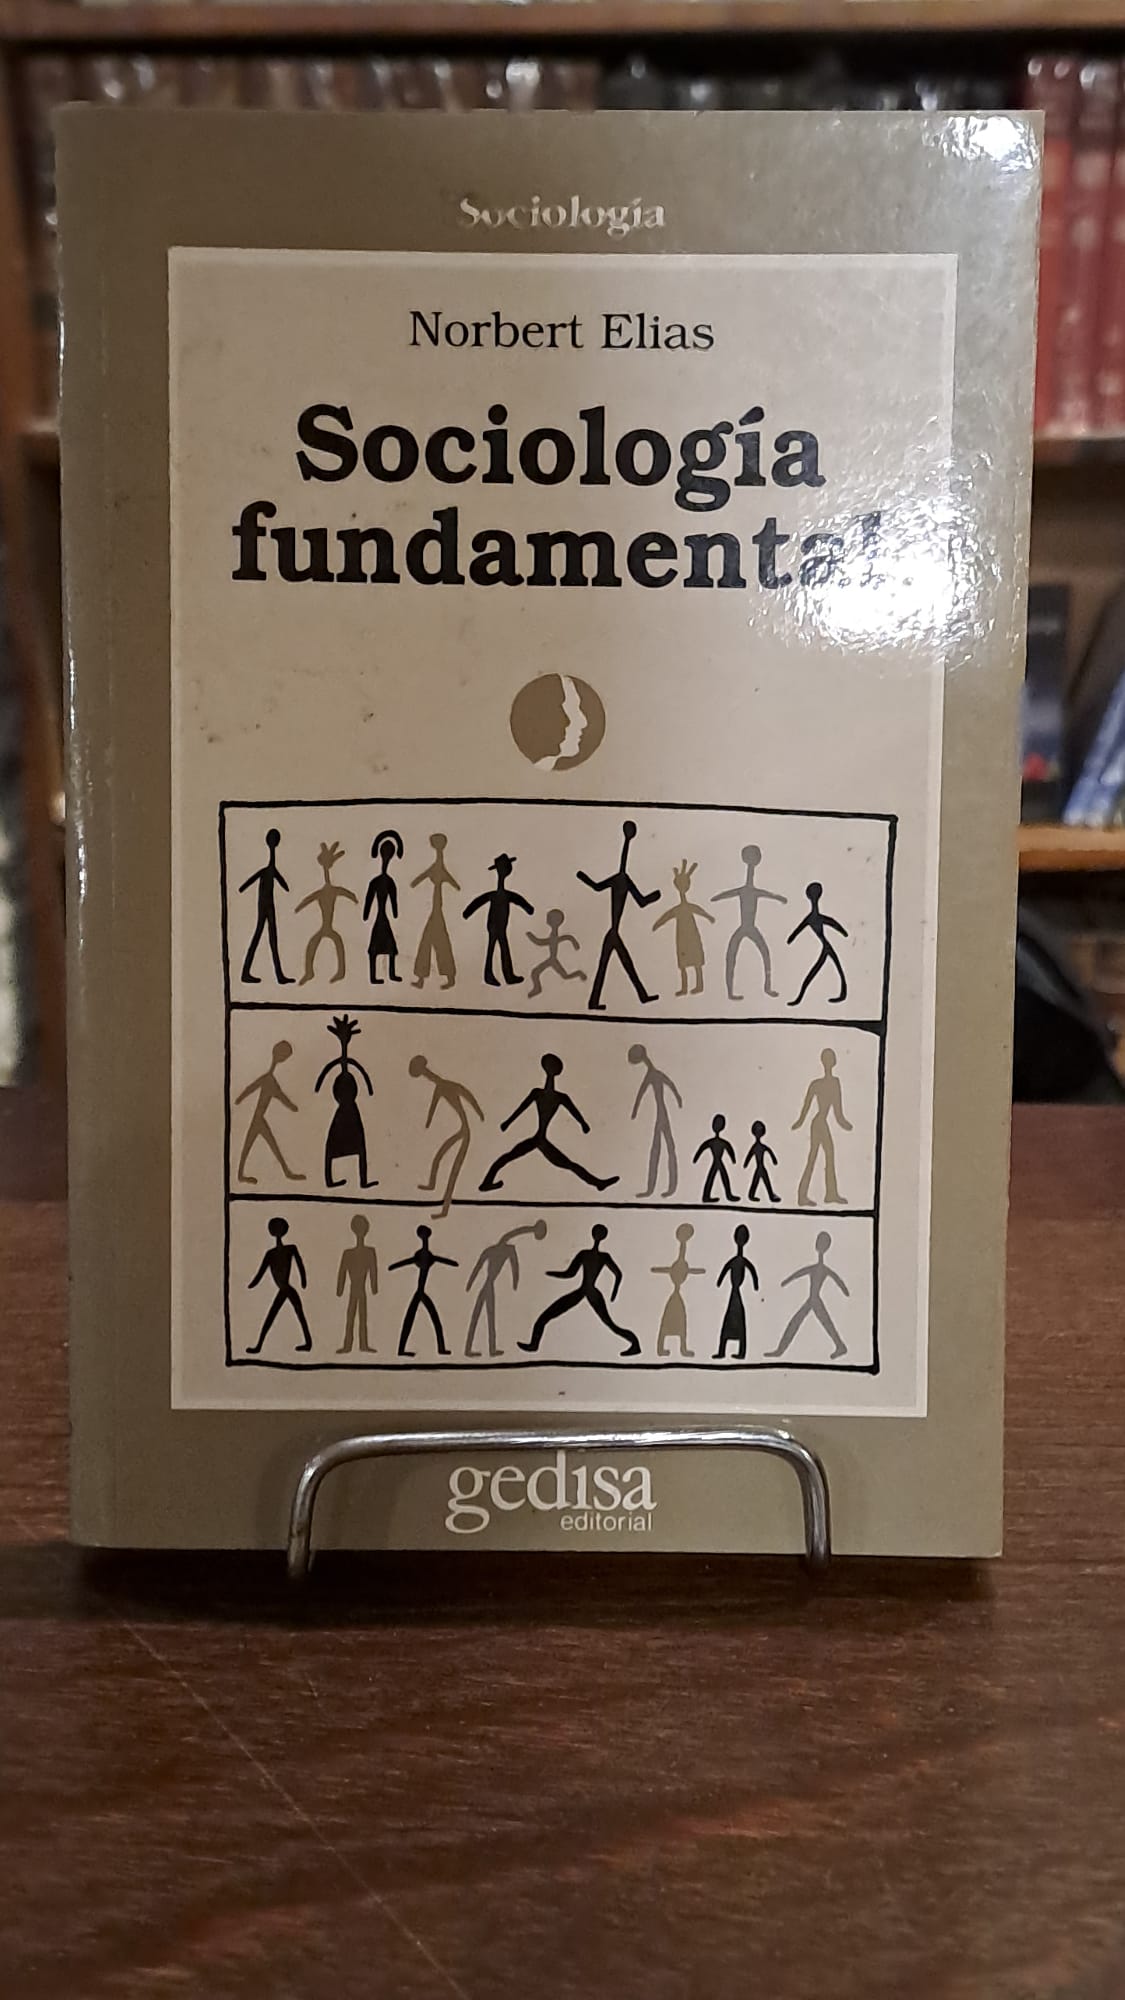 Sociología
Norbert Elias
Sociología
fundamental
gedisa
editorial